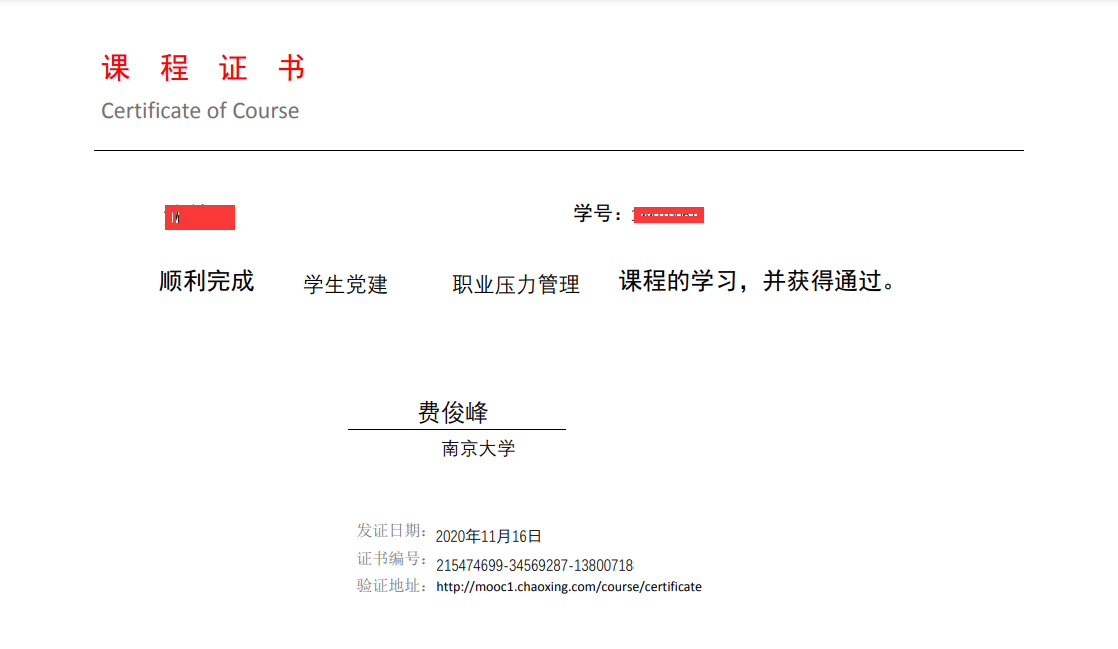 课 程 证 书
Certificate of Course
学号：
顺利完成 学生党建 职业压力管理 课程的学习，并获得通过。
费俊峰
南京大学
发证日期： 2020年11月16日
证书编号： 215474699-34569287-13800718
验证地址： http://mooc1.chaoxing.com/course/certificate